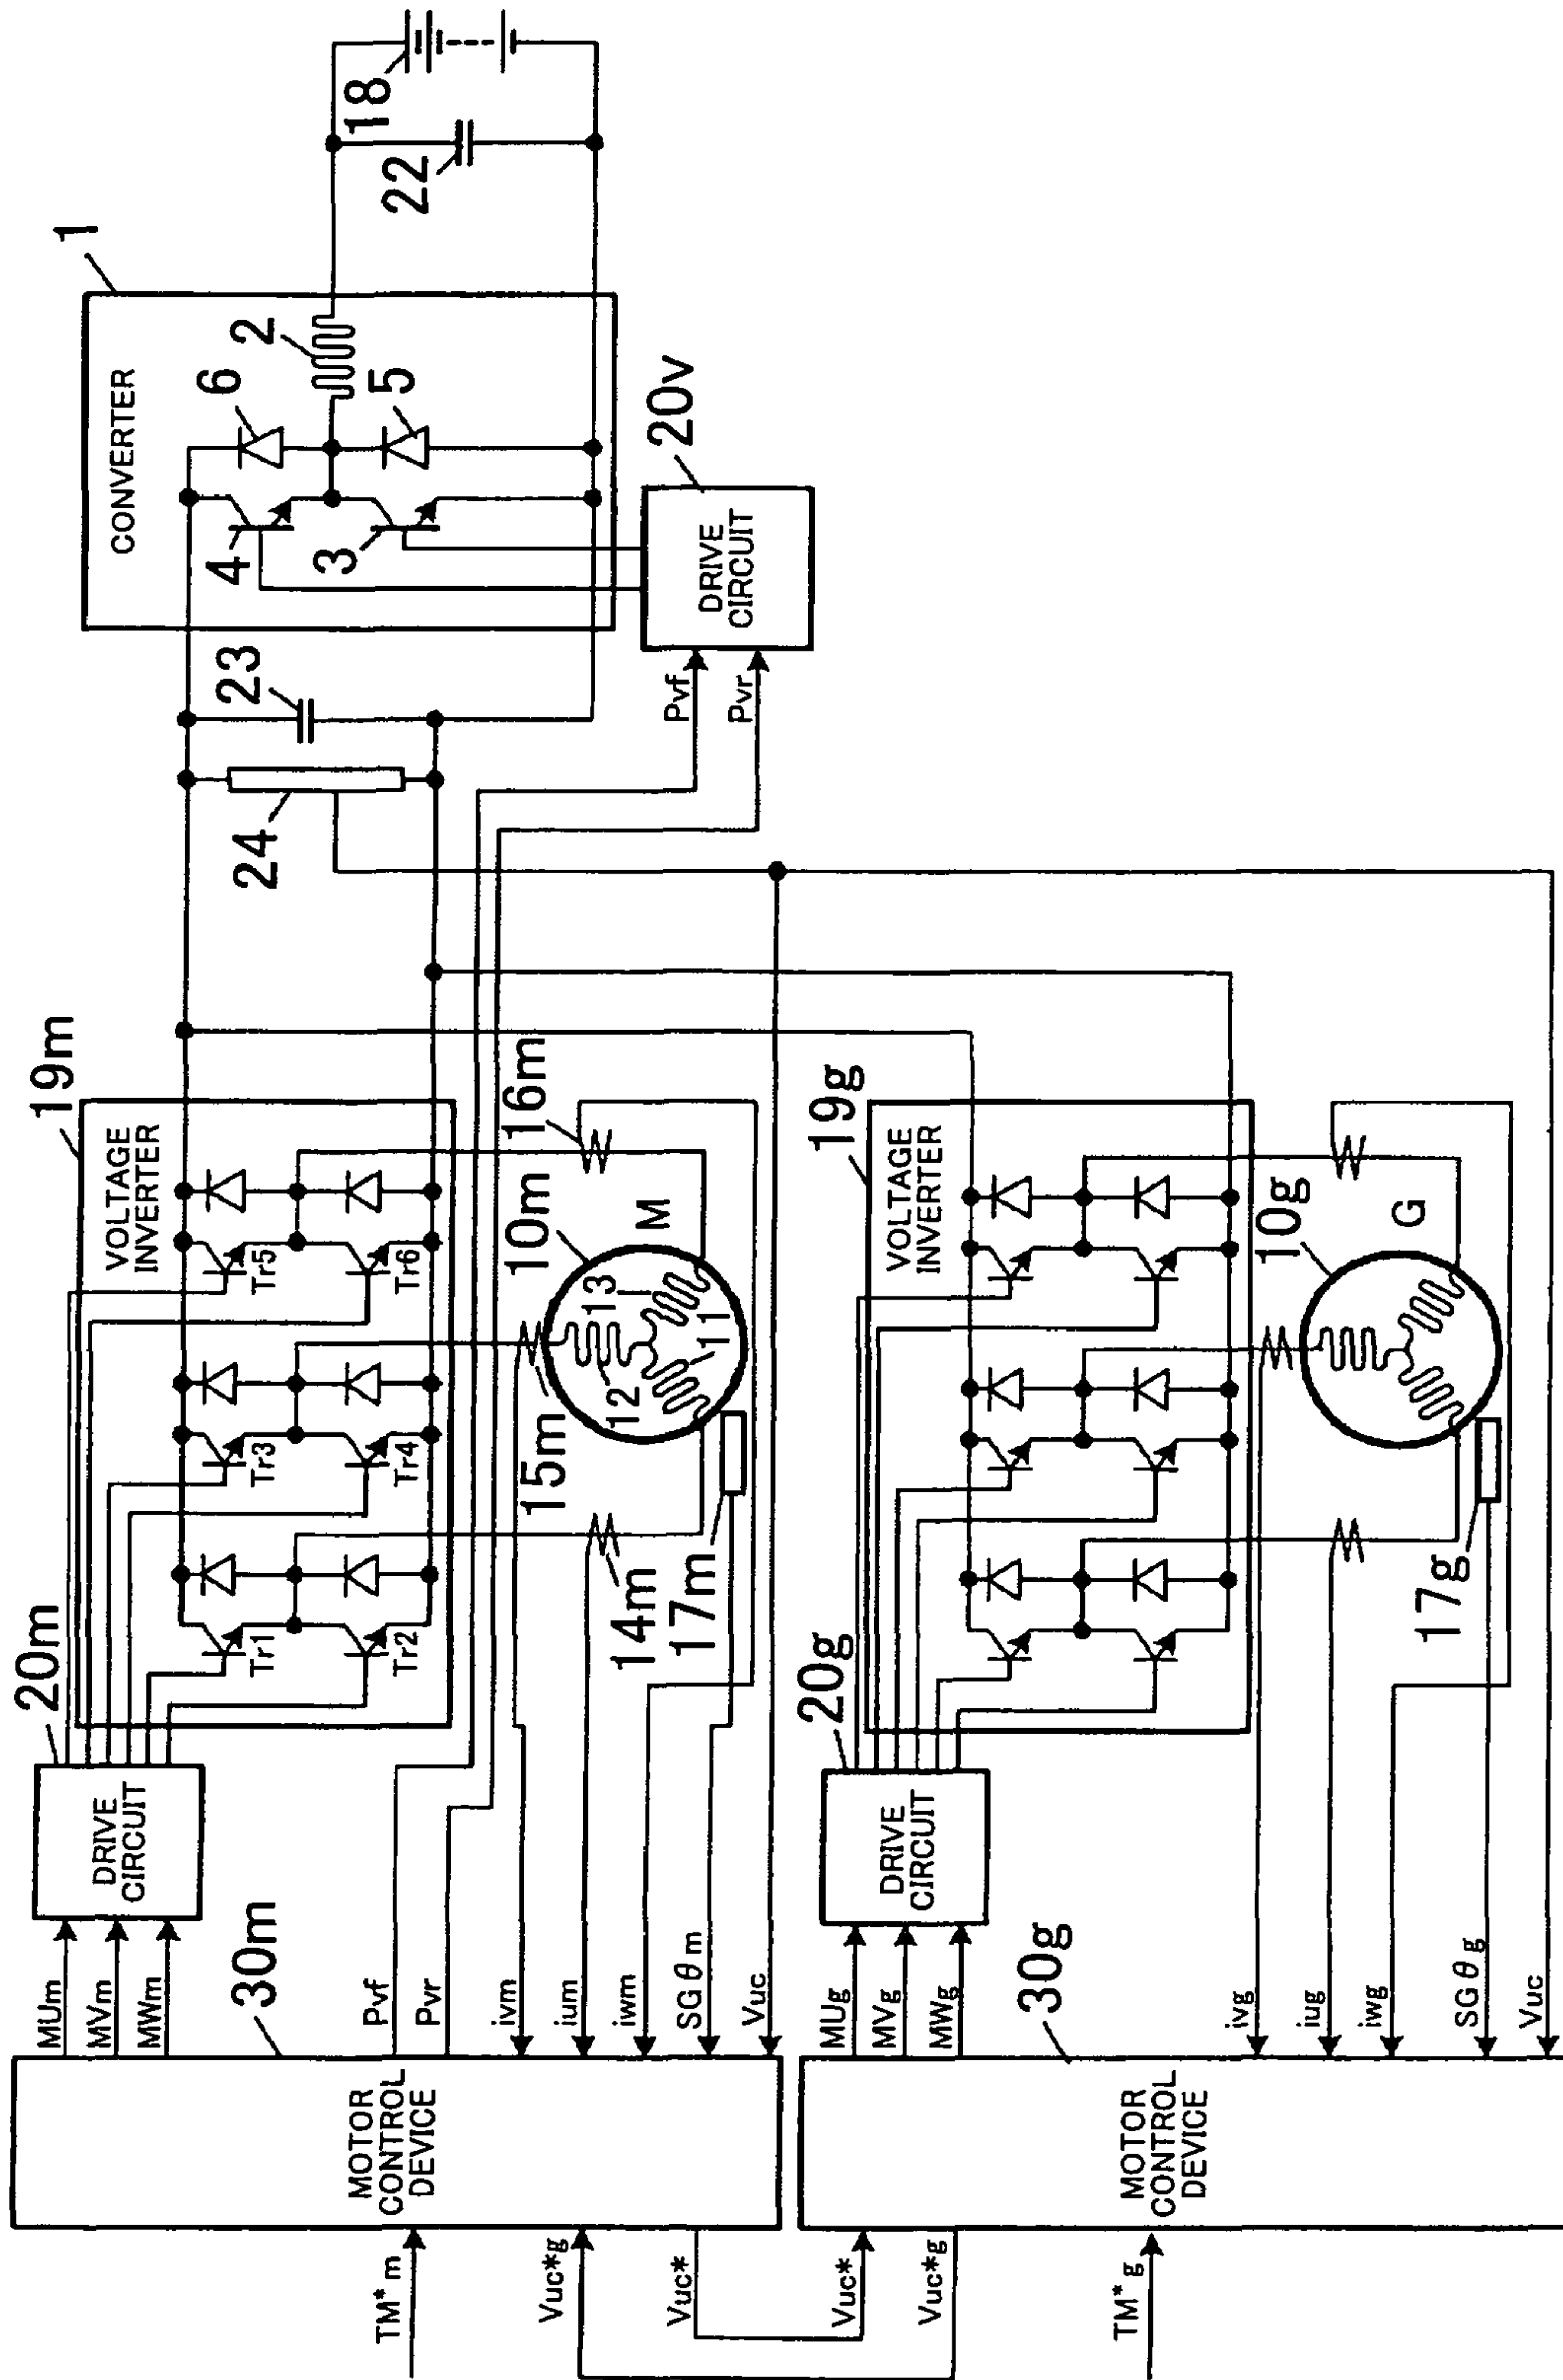 1
CONVERTER
2
6
5
4
3
18
22
23
24
DRIVE
CIRCUIT
20v
Pvf
Pvr
19m
VOLTAGE
INVERTER
Tr5
Tr6
Tr3
Tr4
Tr1
Tr2
20m
DRIVE
CIRCUIT
MUm
MVm
MWm
30m
Pvf
Pvr
ivm
ium
iwm
SGθm
Vuc
16m
10m
M
13
12
11
15m
14m
17m
MOTOR
CONTROL
DEVICE
TM*m
Vuc*g
Vuc*
19g
VOLTAGE
INVERTER
10g
G
17g
20g
DRIVE
CIRCUIT
MUg
MVg
MWg
30g
ivg
iug
iwg
SGθg
Vuc
MOTOR
CONTROL
DEVICE
Vuc*
Vuc*g
TM*g